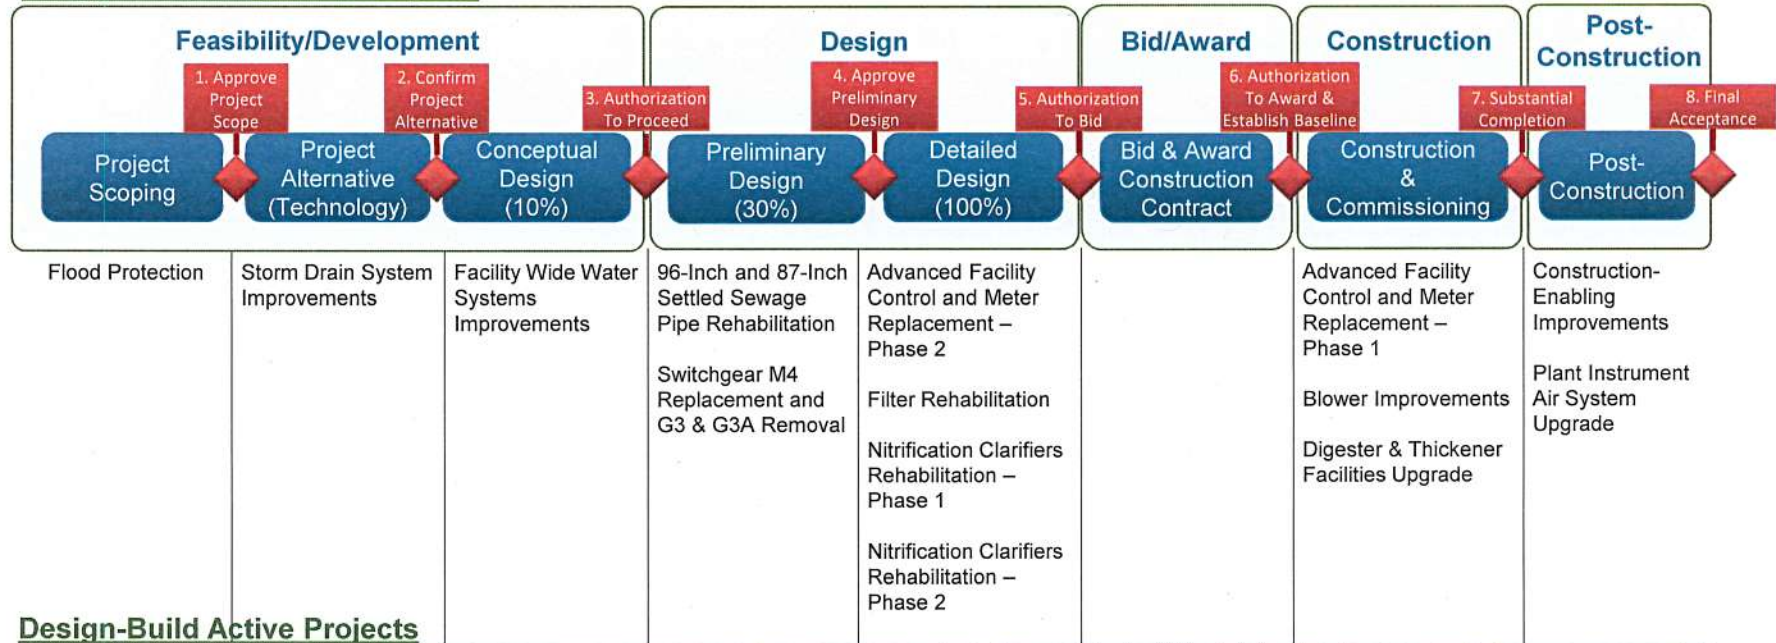 Feasibility/Development
Design
Bid/Award
Construction
Post-
Construction
1. Approve
Project
Scope
2. Confirm
Project
Alternative
3. Authorization
To Proceed
4. Approve
Preliminary
Design
5. Authorization
To Bid
6. Authorization
To Award &
Establish Baseline
7. Substantial
Completion
8. Final
Acceptance
Project
Scoping
Project
Alternative
(Technology)
Conceptual
Design
(10%)
Preliminary
Design
(30%)
Detailed
Design
(100%)
Bid & Award
Construction
Contract
Construction
&
Commissioning
Post-
Construction
Flood Protection
Storm Drain System
Improvements
Facility Wide Water
Systems
Improvements
96-Inch and 87-Inch
Settled Sewage
Pipe Rehabilitation
Switchgear M4
Replacement and
G3 & G3A Removal
Advanced Facility
Control and Meter
Replacement –
Phase 2
Filter Rehabilitation
Nitrification Clarifiers
Rehabilitation –
Phase 1
Nitrification Clarifiers
Rehabilitation –
Phase 2
Advanced Facility
Control and Meter
Replacement –
Phase 1
Blower Improvements
Digester & Thickener
Facilities Upgrade
Construction-
Enabling
Improvements
Plant Instrument
Air System
Upgrade
Design-Build Active Projects